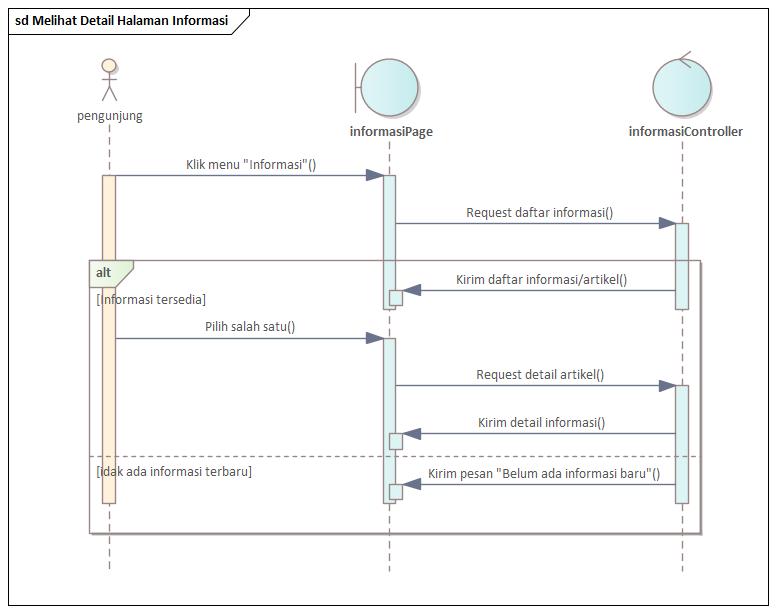 sd Melihat Detail Halaman Informasi
pengunjung
informasiPage
informasiController
Klik menu "Informasi"()
Request daftar informasi()
alt
Kirim daftar informasi/artikel()
[Informasi tersedia]
Pilih salah satu()
Request detail artikel()
Kirim detail informasi()
[idak ada informasi terbaru]
Kirim pesan "Belum ada informasi baru"()